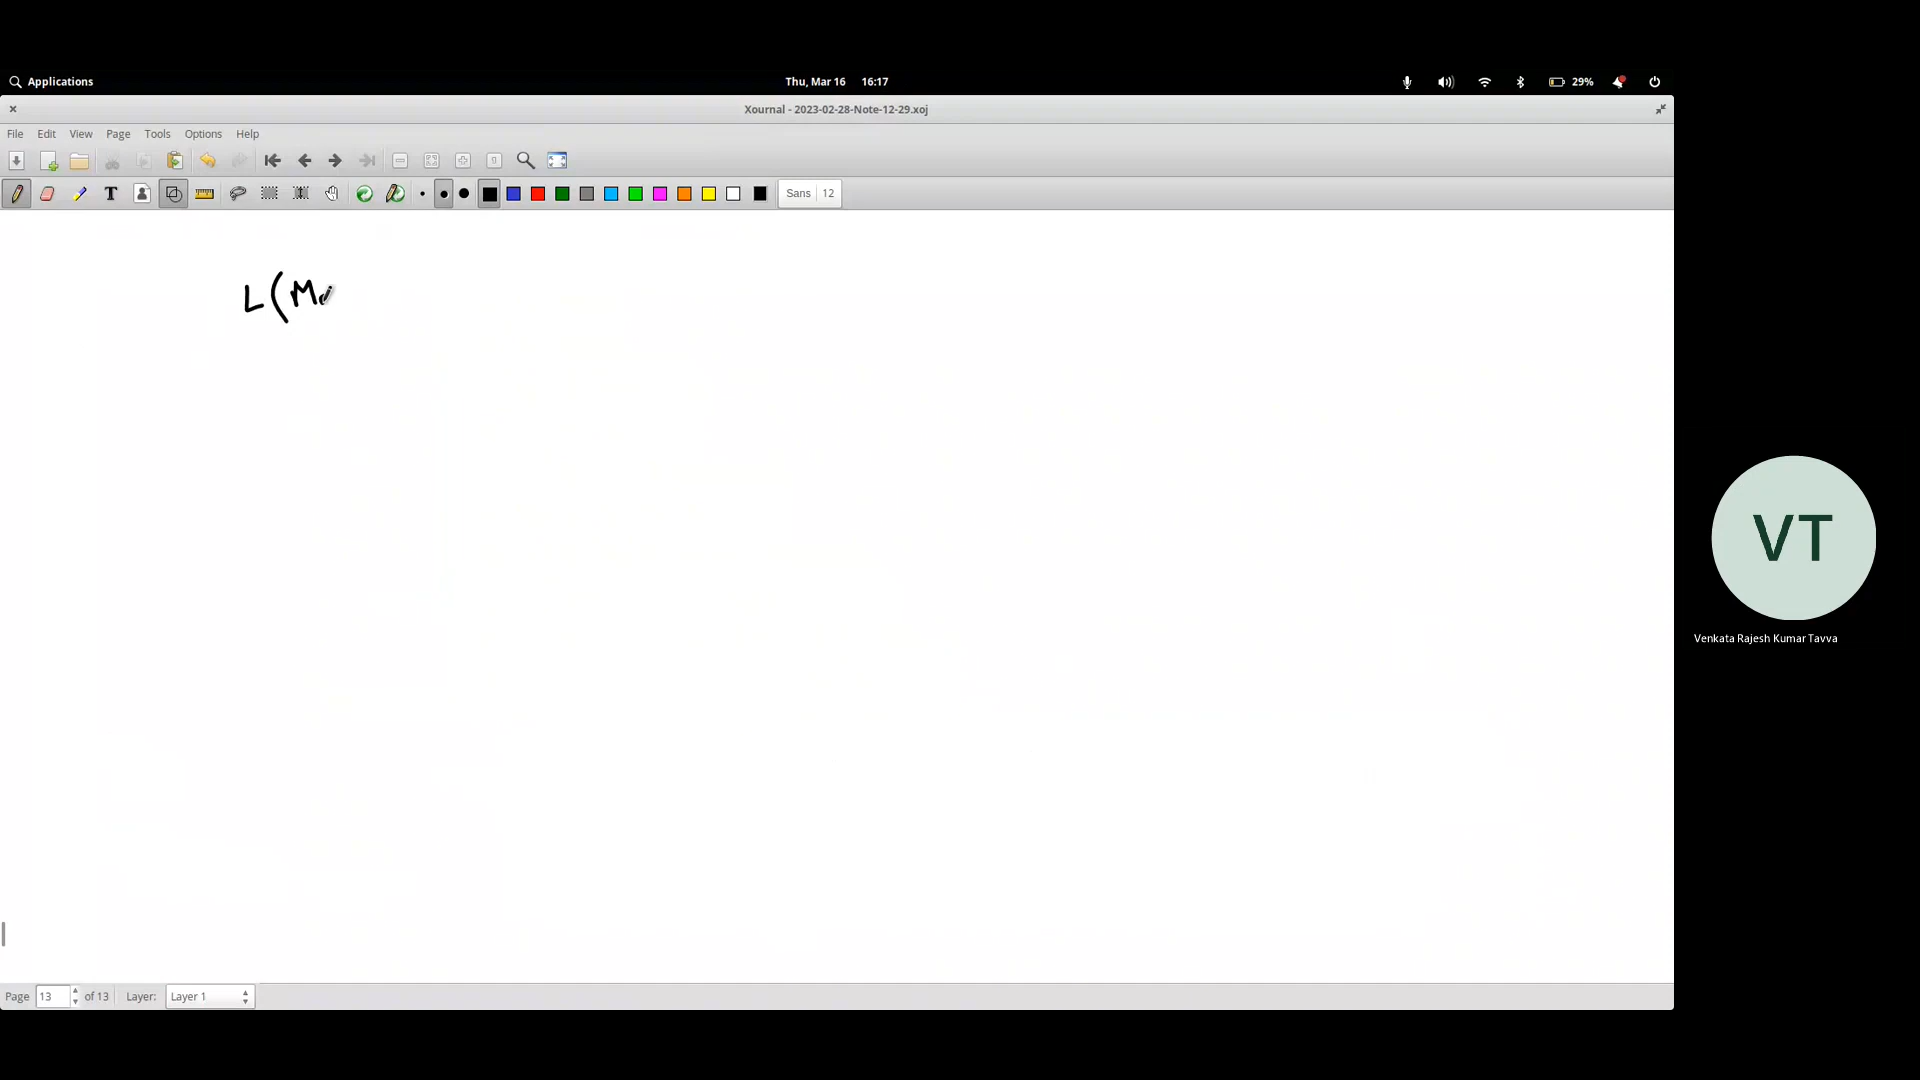 Applications Thu, Mar 16 16:17 29%
Xournal - 2023-02-28-Note-12-29.xoj
File Edit View Page Tools Options Help
T Sans 12
L(M
VT
Venkata Rajesh Kumar Tavva
Page 13 of 13 Layer: Layer 1